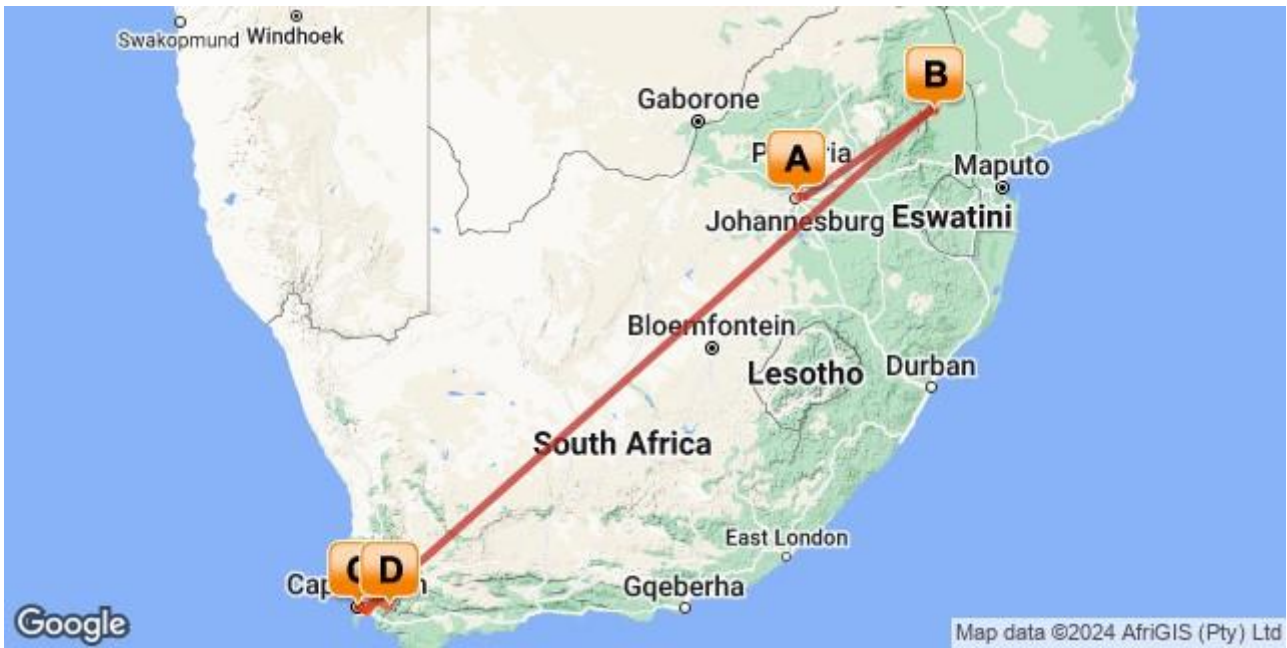 Swakopmund
Windhoek
B
Gaborone
A
Maputo
Johannesburg
Eswatini
Bloemfontein
Lesotho
Durban
South Africa
East London
D
Gqeberha
Google
Map data ©2024 AfriGIS (Pty) Ltd